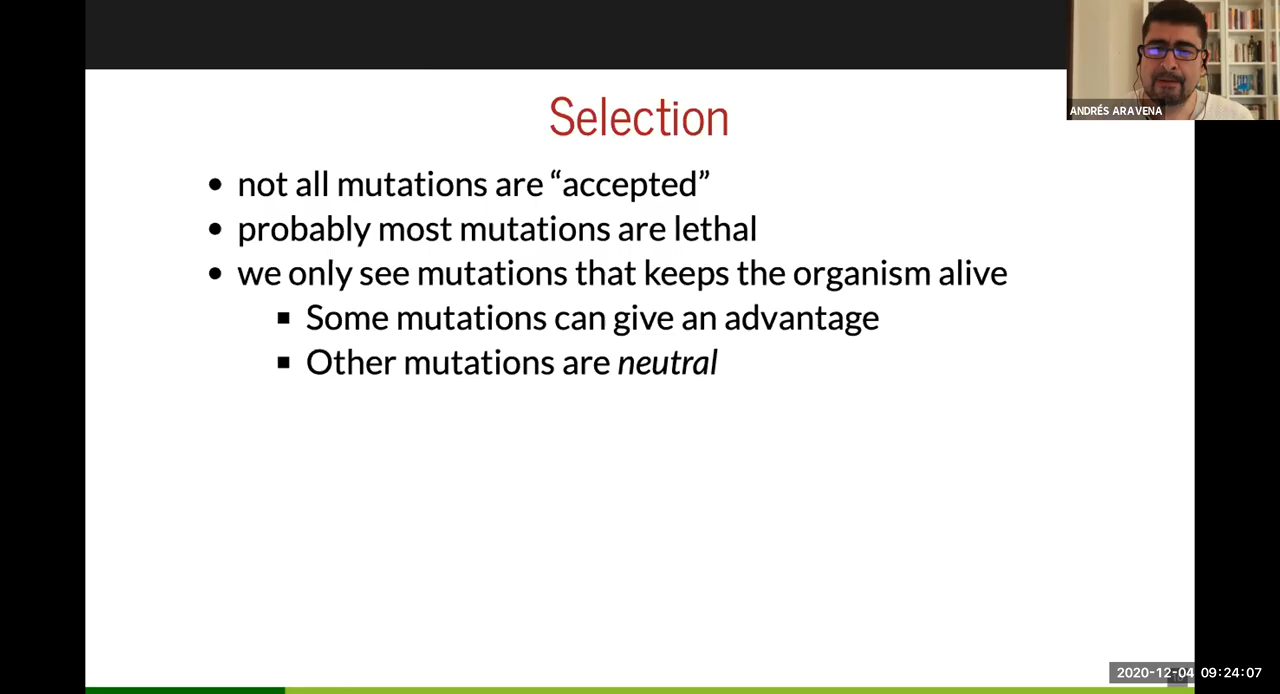 ANDRÉS ARAVENA
Selection
• not all mutations are “accepted”
• probably most mutations are lethal
• we only see mutations that keeps the organism alive
▪ Some mutations can give an advantage
▪ Other mutations are neutral
2020-12-04 09:24:07